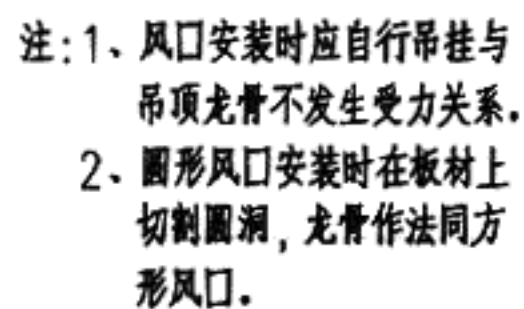 注:1、风口安装时应自行吊挂与
吊顶龙骨不发生受力关系.
2、圆形风口安装时在板材上
切割圆洞,龙骨作法同方
形风口.